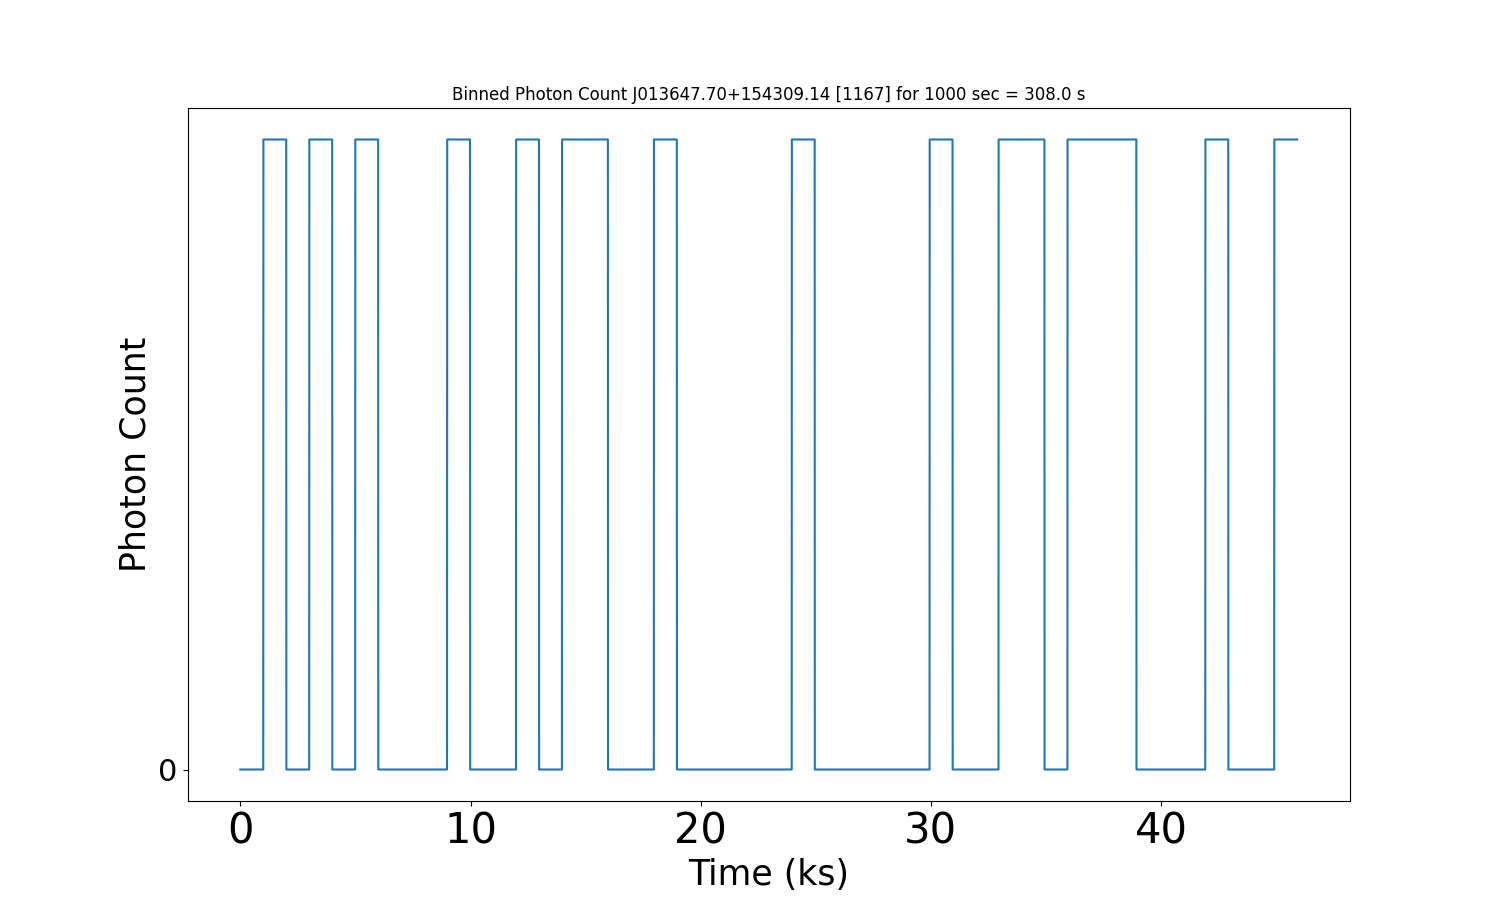 Binned Photon Count J013647.70+154309.14 [1167] for 1000 sec = 308.0 s
Photon Count
0
0 10 20 30 40
Time (ks)